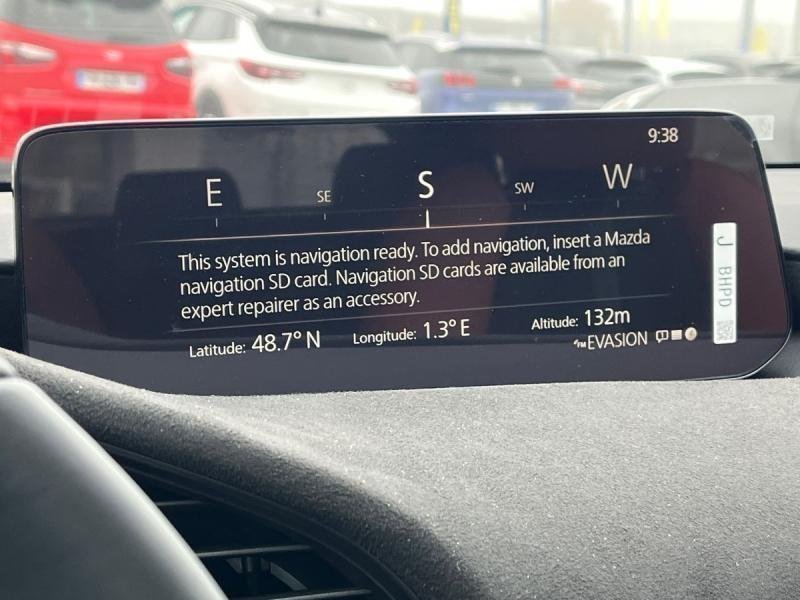 9:38
E SE S SW W
This system is navigation ready. To add navigation, insert a Mazda
navigation SD card. Navigation SD cards are available from an
expert repairer as an accessory.
Latitude: 48.7° N Longitude: 1.3° E Altitude: 132m
FM EVASION
J BHPD